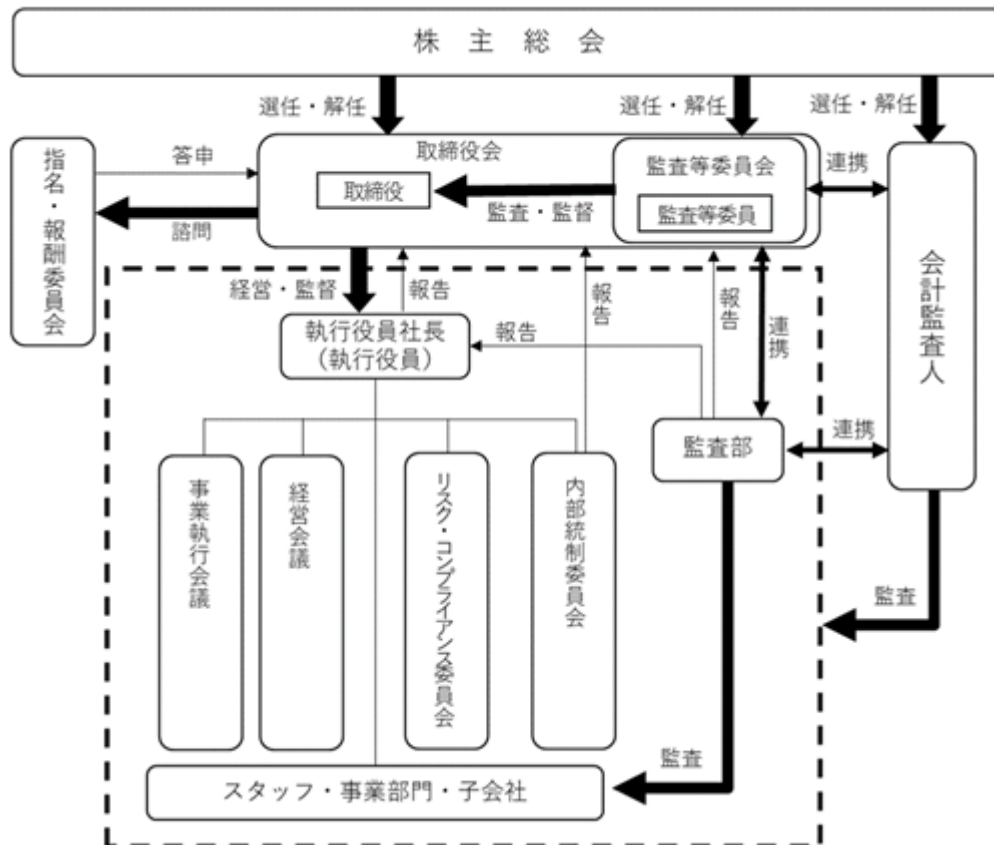 株主総会
選任・解任
選任・解任
選任・解任
指名・報酬委員会
答申
諮問
取締役会
取締役
監査・監督
監査等委員会
監査等委員
連携
会計監査人
経営・監督
報告
報告
報告
連携
執行役員社長
（執行役員）
報告
監査部
連携
事業執行会議
経営会議
リスク・コンプライアンス委員会
内部統制委員会
監査
監査
スタッフ・事業部門・子会社